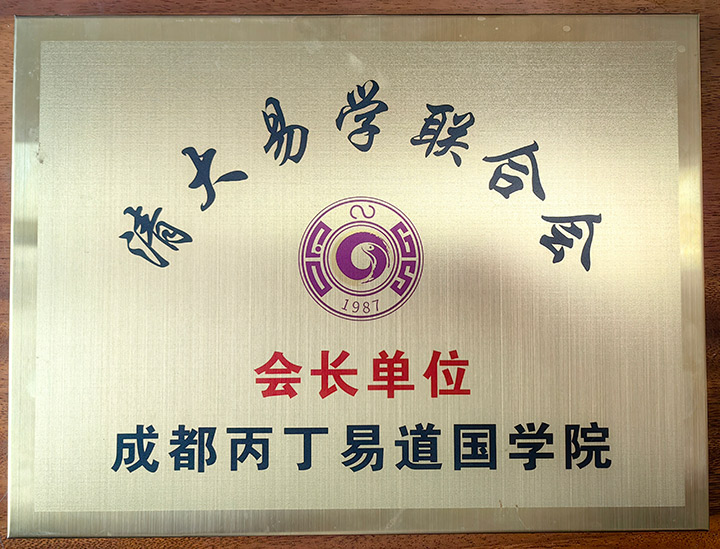 清大易学联合会
1987
会长单位
成都丙丁易道国学院